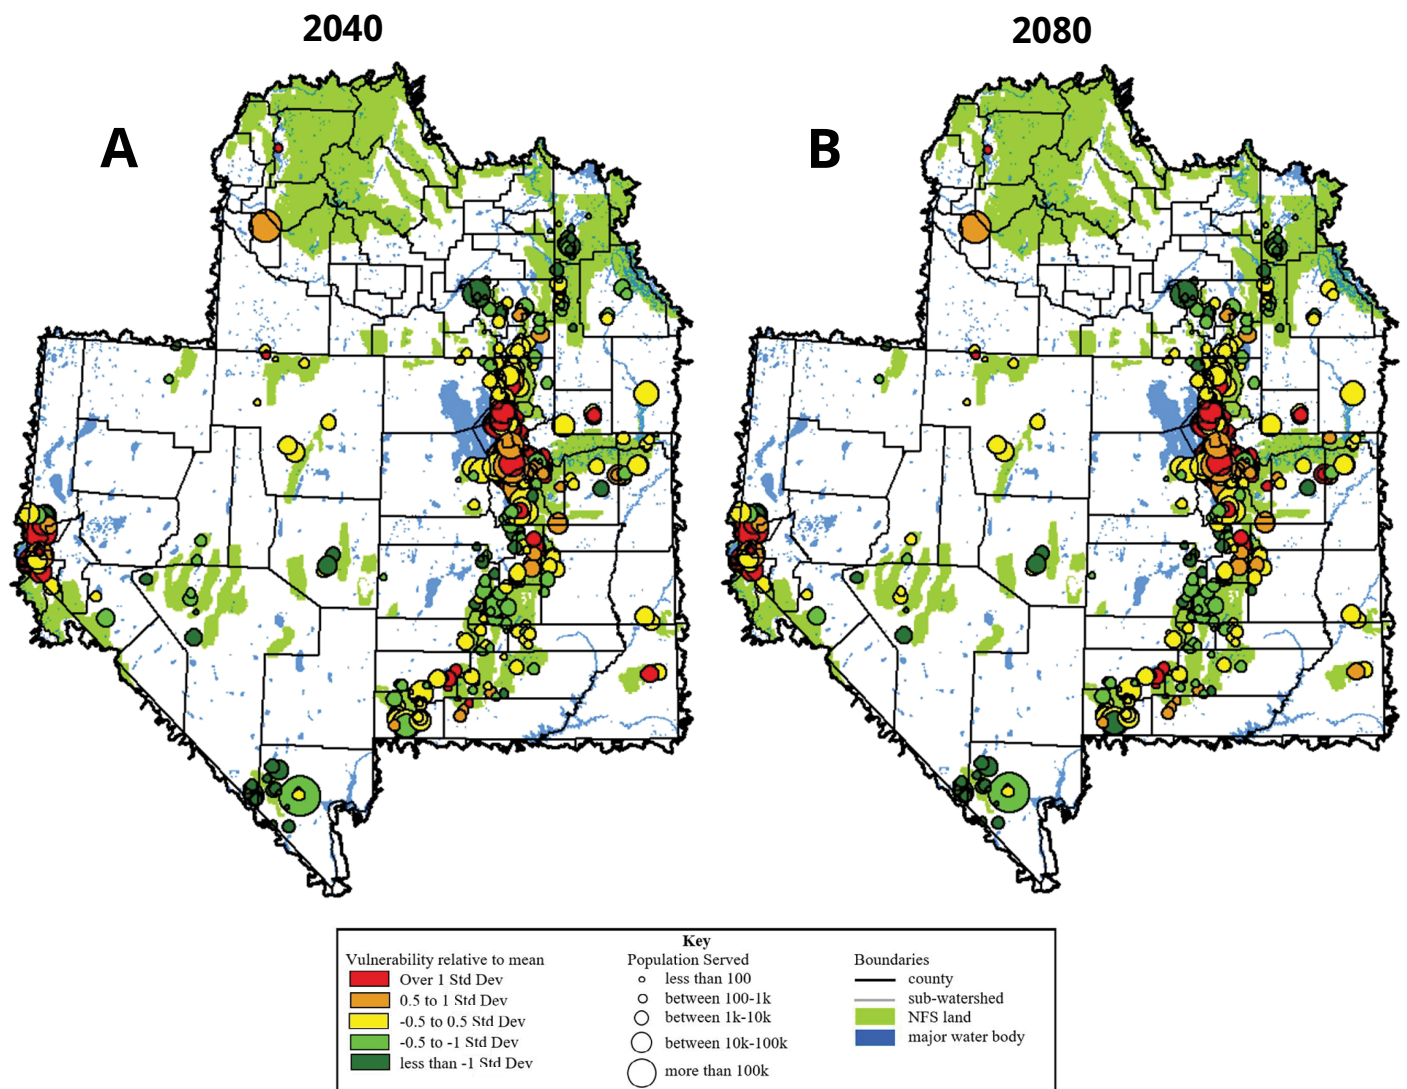 2040
2080
A
B
Key
Vulnerability relative to mean
Over 1 Std Dev
0.5 to 1 Std Dev
-0.5 to 0.5 Std Dev
-0.5 to -1 Std Dev
less than -1 Std Dev
Population Served
less than 100
between 100-1k
between 1k-10k
between 10k-100k
more than 100k
Boundaries
county
sub-watershed
NFS land
major water body